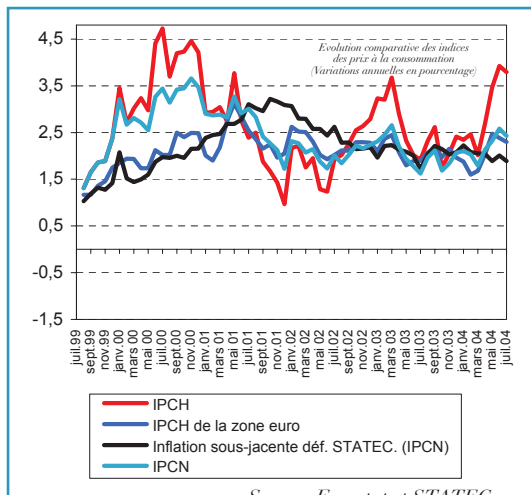 Evolution comparative des indices
des prix à la consommation
(Variations annuelles en pourcentage)
4,5
3,5
2,5
1,5
0,5
-0,5
-1,5
juil.99
sept.99
nov.99
janv.00
mars 00
mai 00
juil.00
sept.00
nov.00
janv.01
mars 01
mai 01
juil.01
sept.01
nov.01
janv.02
mars 02
mai 02
juil.02
sept.02
nov.02
janv.03
mars 03
mai 03
juil.03
sept.03
nov.03
janv.04
mars 04
mai 04
juil.04
IPCH
IPCH de la zone euro
Inflation sous-jacente déf. STATEC. (IPCN)
IPCN